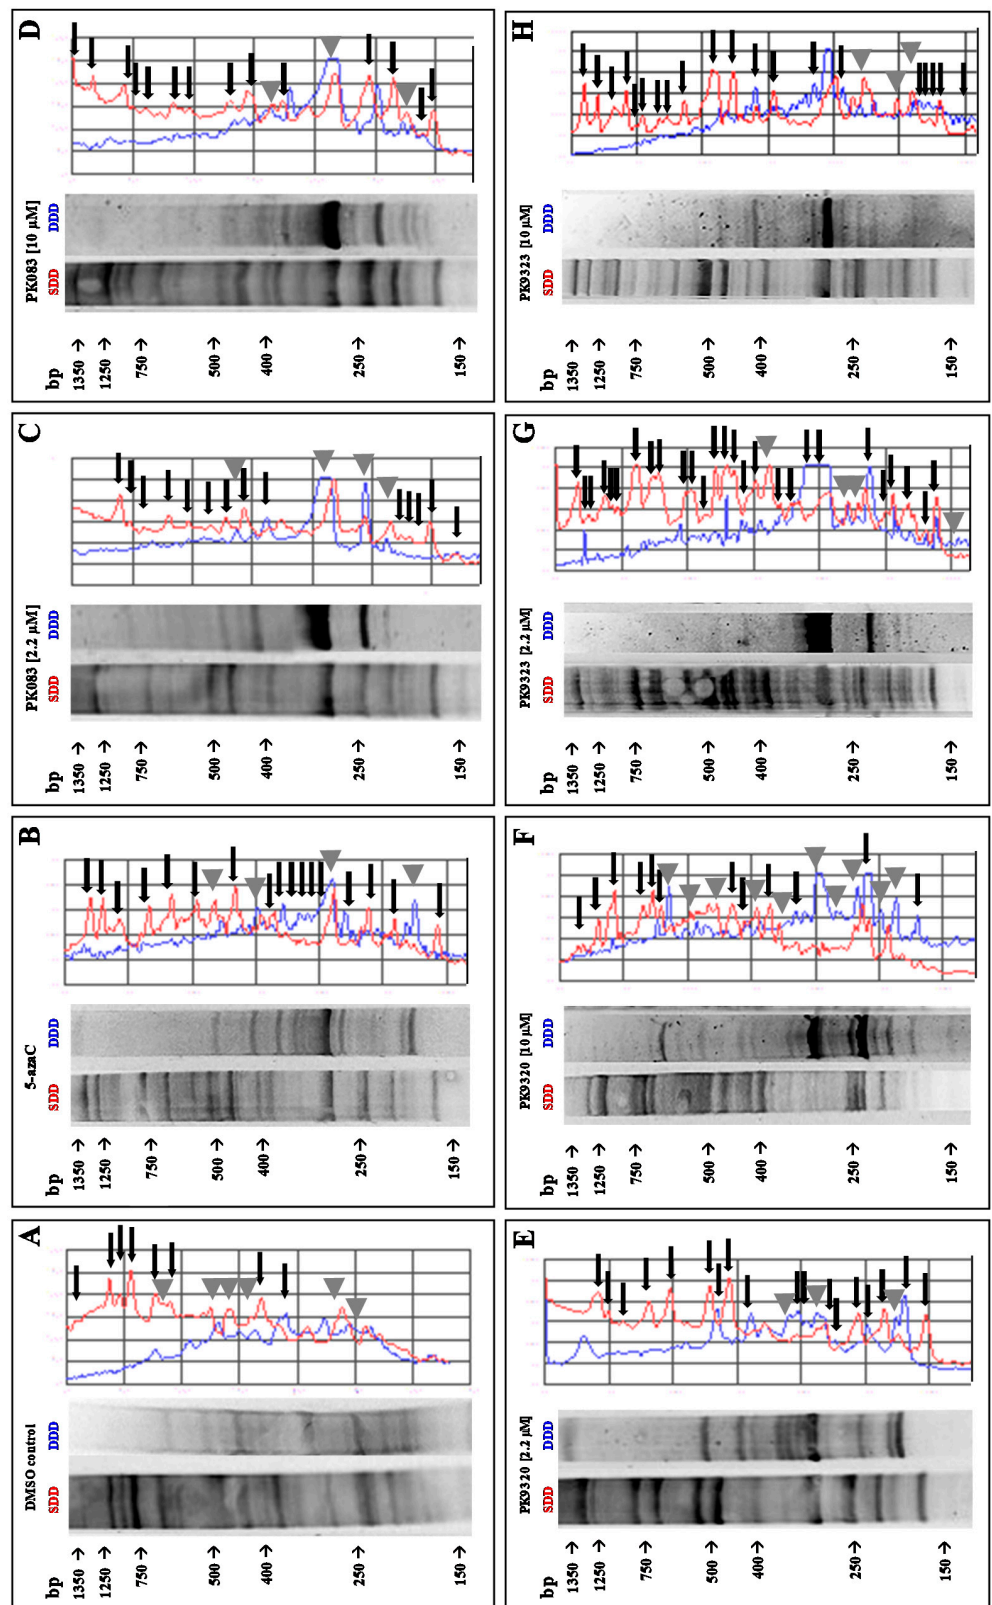 A
DMSO control
SDD
DDD
bp
1350 →
1250 →
750 →
500 →
400 →
250 →
150 →
B
5-azaC
SDD
DDD
bp
1350 →
1250 →
750 →
500 →
400 →
250 →
150 →
C
PK083 [2.2 µM]
SDD
DDD
bp
1350 →
1250 →
750 →
500 →
400 →
250 →
150 →
D
PK083 [10 µM]
SDD
DDD
bp
1350 →
1250 →
750 →
500 →
400 →
250 →
150 →
E
PK9320 [2.2 µM]
SDD
DDD
bp
1350 →
1250 →
750 →
500 →
400 →
250 →
150 →
F
PK9320 [10 µM]
SDD
DDD
bp
1350 →
1250 →
750 →
500 →
400 →
250 →
150 →
G
PK9323 [2.2 µM]
SDD
DDD
bp
1350 →
1250 →
750 →
500 →
400 →
250 →
150 →
H
PK9323 [10 µM]
SDD
DDD
bp
1350 →
1250 →
750 →
500 →
400 →
250 →
150 →